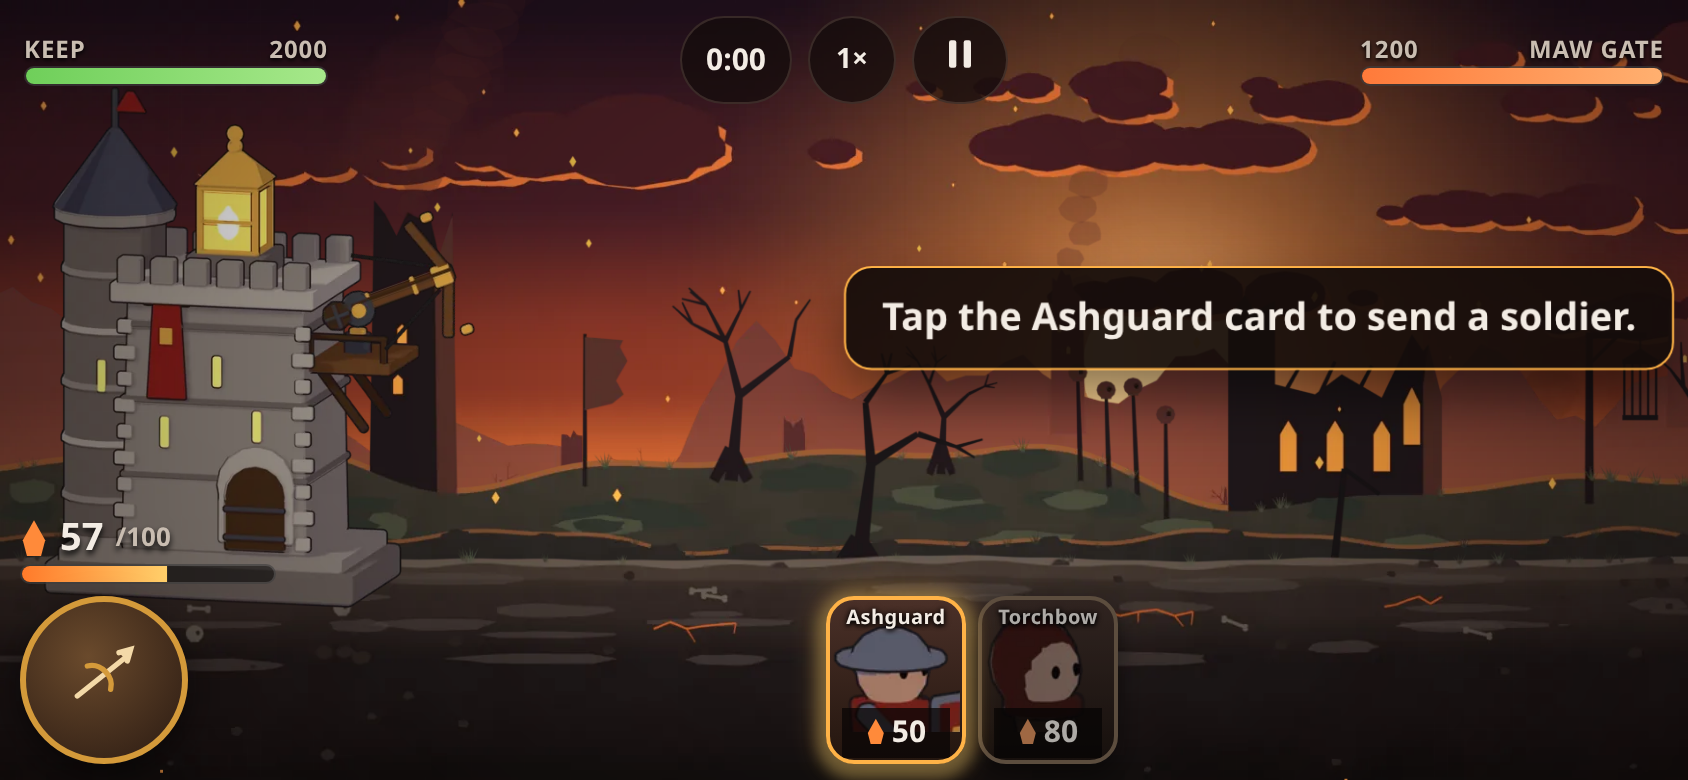 KEEP 2000
0:00
1×
1200 MAW GATE
Tap the Ashguard card to send a soldier.
57 /100
Ashguard
50
Torchbow
80